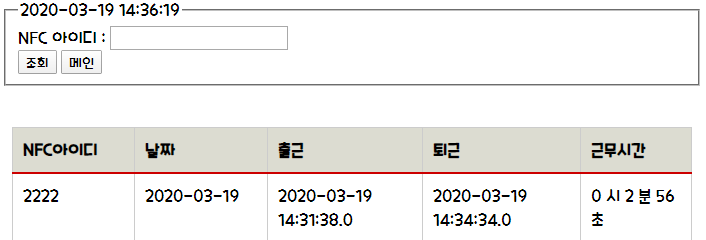 2020-03-19 14:36:19
NFC 아이디 :
조회 메인
NFC아이디 날짜 출근 퇴근 근무시간
2222 2020-03-19 2020-03-19 2020-03-19 0 시 2 분 56
14:31:38.0 14:34:34.0 초